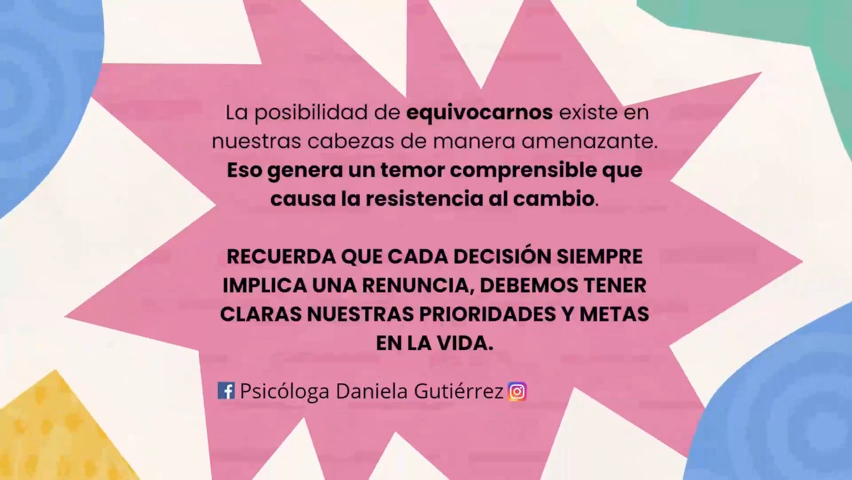 La posibilidad de equivocarnos existe en
nuestras cabezas de manera amenazante.
Eso genera un temor comprensible que
causa la resistencia al cambio.
RECUERDA QUE CADA DECISIÓN SIEMPRE
IMPLICA UNA RENUNCIA, DEBEMOS TENER
CLARAS NUESTRAS PRIORIDADES Y METAS
EN LA VIDA.
Psicóloga Daniela Gutiérrez